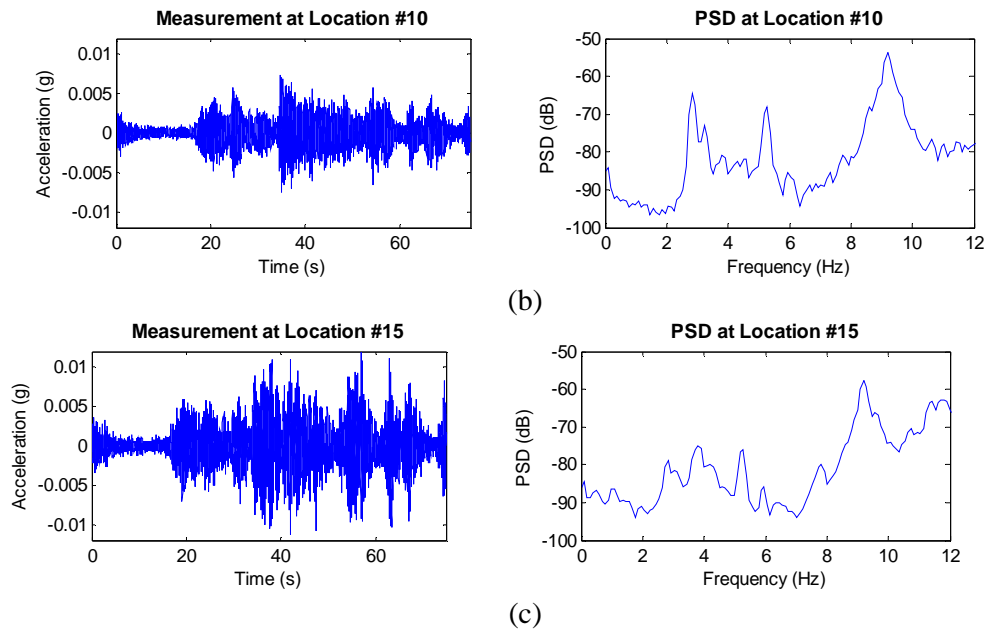 Measurement at Location #10
PSD at Location #10
Acceleration (g)
0.01
0.005
0
-0.005
-0.01
0 20 40 60
Time (s)
PSD (dB)
-50
-60
-70
-80
-90
-100
0 2 4 6 8 10 12
Frequency (Hz)
(b)
Measurement at Location #15
PSD at Location #15
Acceleration (g)
0.01
0.005
0
-0.005
-0.01
0 20 40 60
Time (s)
PSD (dB)
-50
-60
-70
-80
-90
-100
0 2 4 6 8 10 12
Frequency (Hz)
(c)